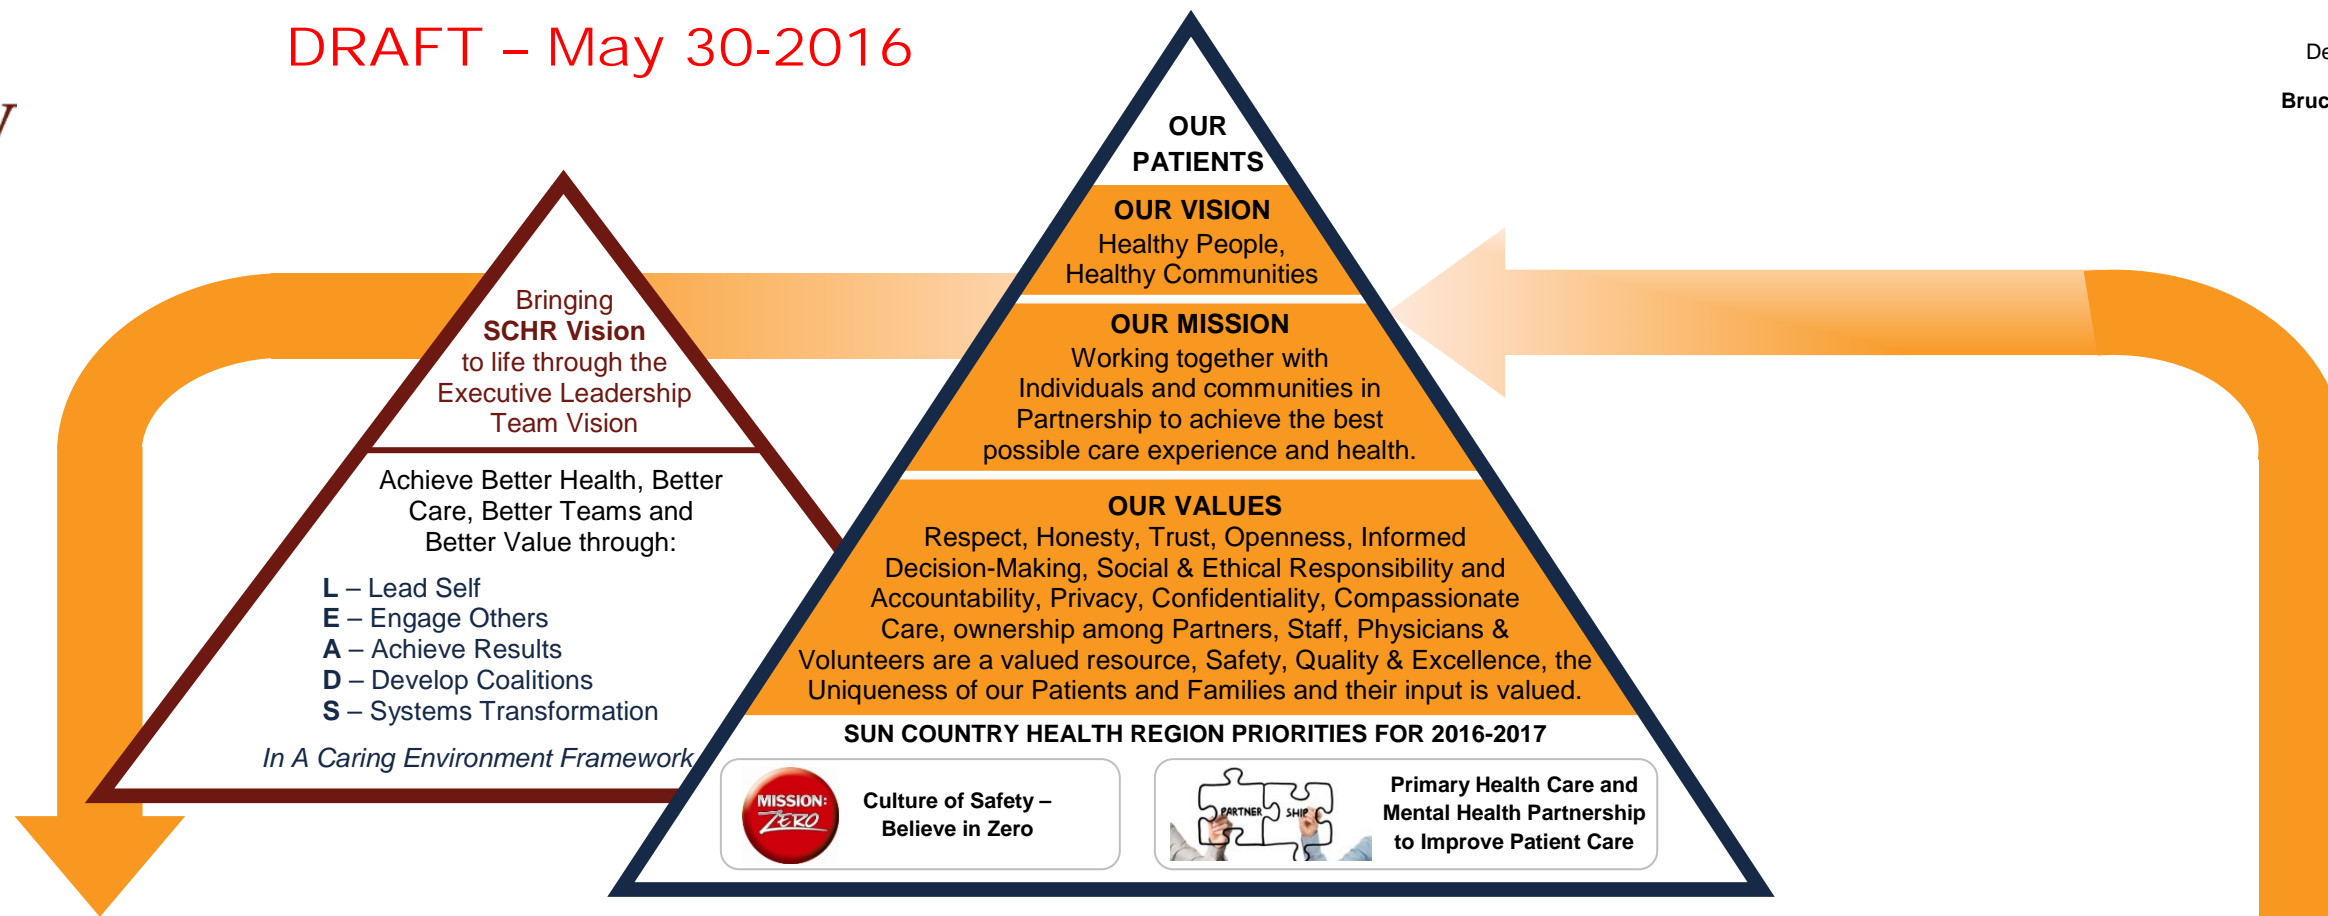 DRAFT – May 30-2016
Bringing
SCHR Vision
to life through the
Executive Leadership
Team Vision
Achieve Better Health, Better
Care, Better Teams and
Better Value through:
L – Lead Self
E – Engage Others
A – Achieve Results
D – Develop Coalitions
S – Systems Transformation
In A Caring Environment Framework
OUR
PATIENTS
OUR VISION
Healthy People,
Healthy Communities
OUR MISSION
Working together with
Individuals and communities in
Partnership to achieve the best
possible care experience and health.
OUR VALUES
Respect, Honesty, Trust, Openness, Informed
Decision-Making, Social & Ethical Responsibility and
Accountability, Privacy, Confidentiality, Compassionate
Care, ownership among Partners, Staff, Physicians &
Volunteers are a valued resource, Safety, Quality & Excellence, the
Uniqueness of our Patients and Families and their input is valued.
SUN COUNTRY HEALTH REGION PRIORITIES FOR 2016-2017
MISSION:
ZERO
Culture of Safety –
Believe in Zero
PARTNER SHIP
Primary Health Care and
Mental Health Partnership
to Improve Patient Care